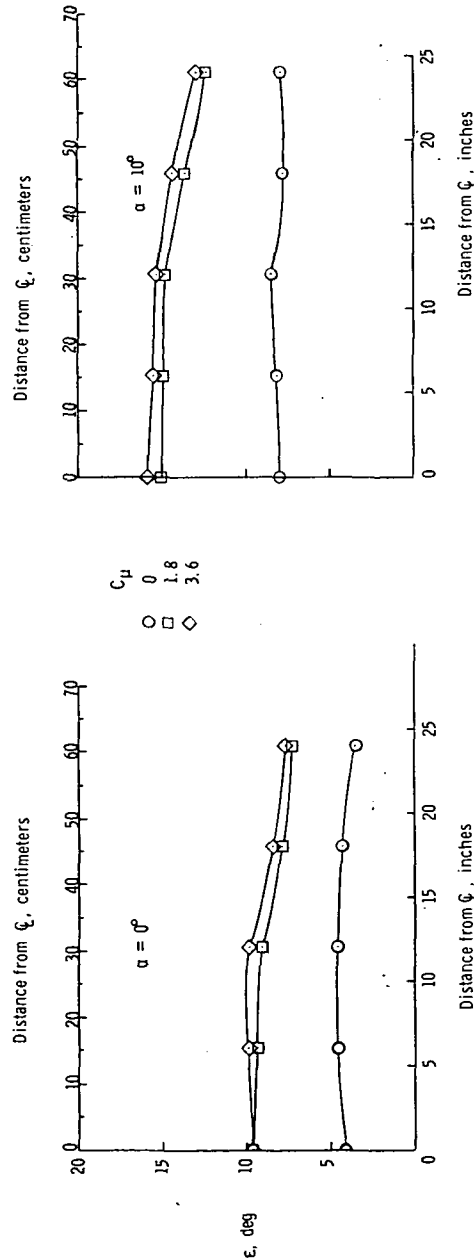 Distance from ℄, centimeters
0 10 20 30 40 50 60 70
α = 0°
20
15
10
5
ε, deg
0 5 10 15 20 25
Distance from ℄, inches
Cμ
0
1.8
3.6
Distance from ℄, centimeters
0 10 20 30 40 50 60 70
α = 10°
0 5 10 15 20 25
Distance from ℄, inches